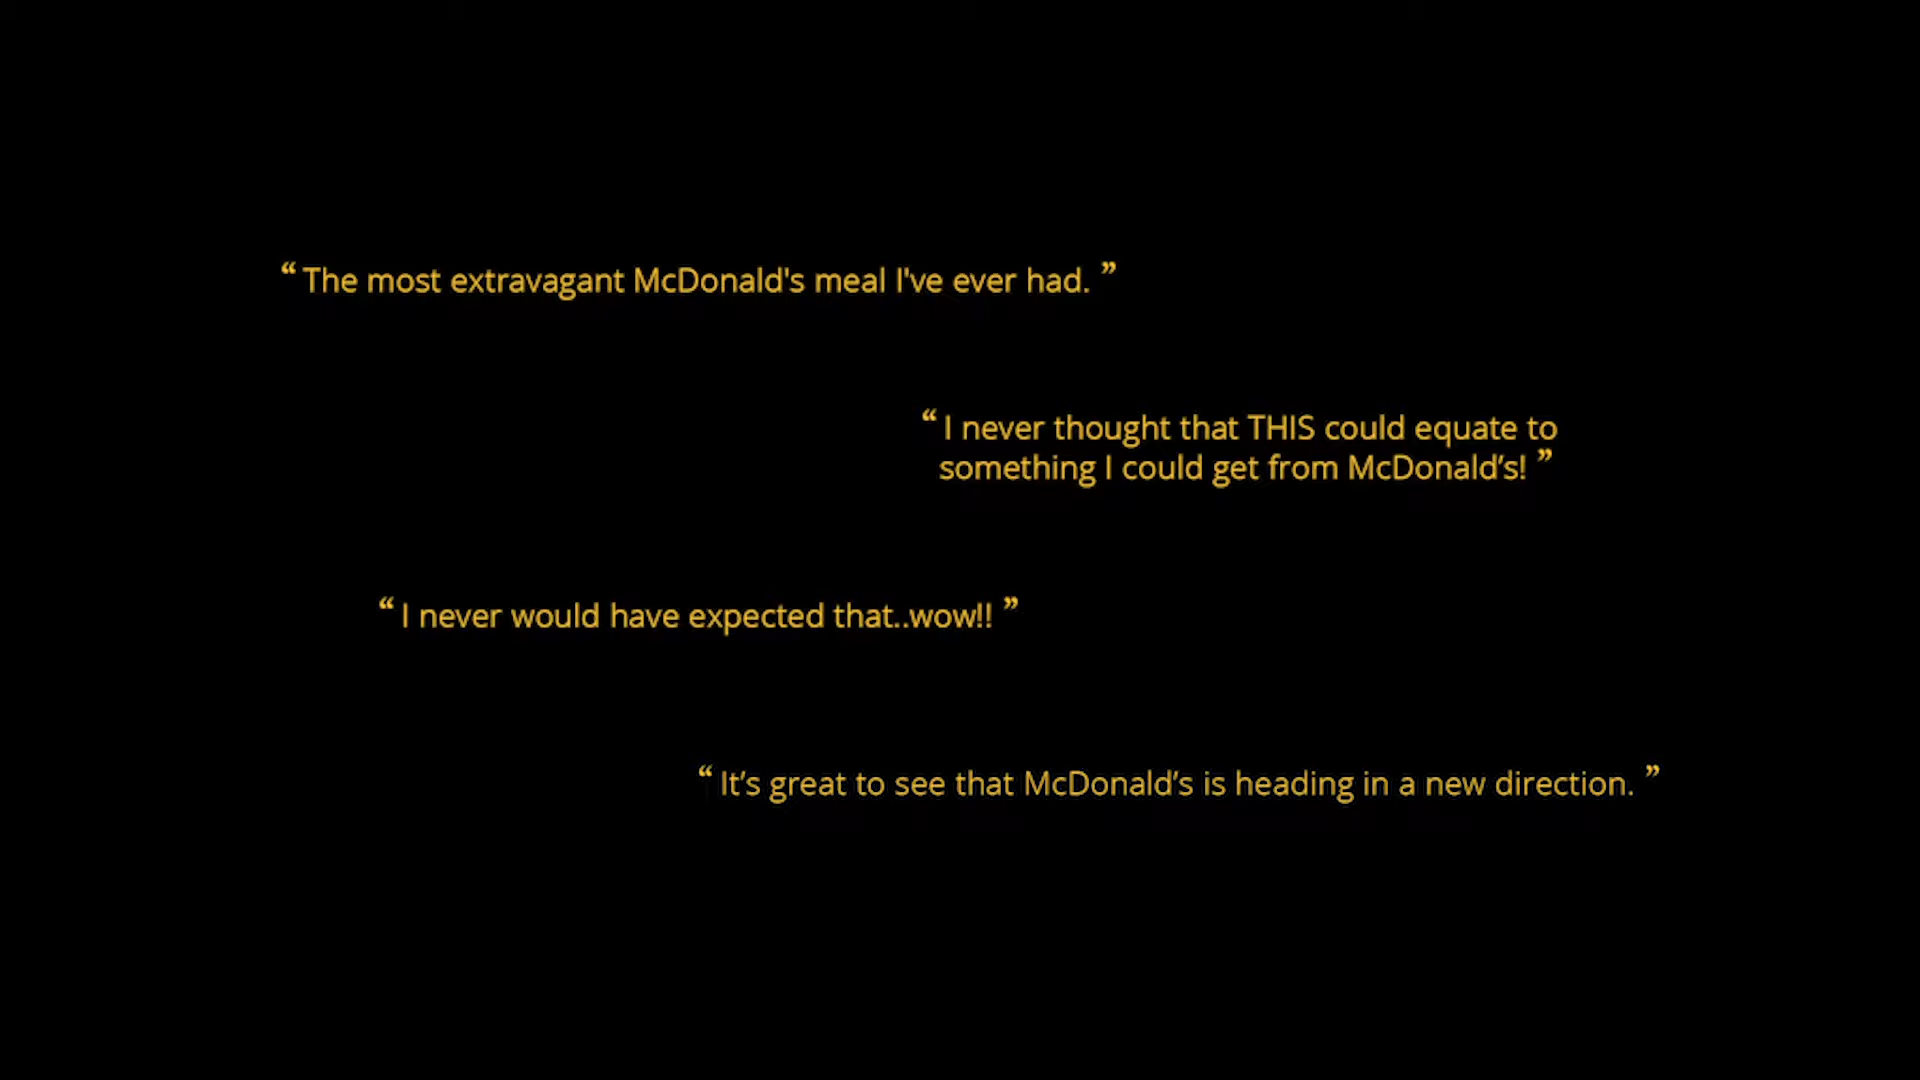 “ The most extravagant McDonald's meal I've ever had. ”
“ I never thought that THIS could equate to
something I could get from McDonald’s! ”
“ I never would have expected that..wow!! ”
“ It’s great to see that McDonald’s is heading in a new direction. ”